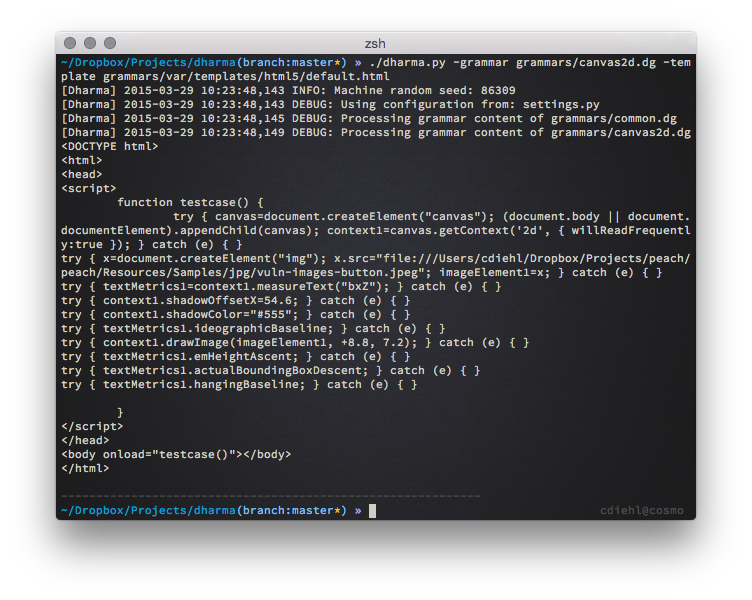 zsh
~/Dropbox/Projects/dharma(branch:master*) » ./dharma.py -grammar grammars/canvas2d.dg -tem
plate grammars/var/templates/html5/default.html
[Dharma] 2015-03-29 10:23:48,143 INFO: Machine random seed: 86309
[Dharma] 2015-03-29 10:23:48,143 DEBUG: Using configuration from: settings.py
[Dharma] 2015-03-29 10:23:48,145 DEBUG: Processing grammar content of grammars/common.dg
[Dharma] 2015-03-29 10:23:48,149 DEBUG: Processing grammar content of grammars/canvas2d.dg
<DOCTYPE html>
<html>
<head>
<script>
        function testcase() {
                try { canvas=document.createElement("canvas"); (document.body || document.
documentElement).appendChild(canvas); context1=canvas.getContext('2d', { willReadFrequentl
y:true }); } catch (e) { }
try { x=document.createElement("img"); x.src="file:///Users/cdiehl/Dropbox/Projects/peach/
peach/Resources/Samples/jpg/vuln-images-button.jpeg"; imageElement1=x; } catch (e) { }
try { textMetrics1=context1.measureText("bxZ"); } catch (e) { }
try { context1.shadowOffsetX=54.6; } catch (e) { }
try { context1.shadowColor="#555"; } catch (e) { }
try { textMetrics1.ideographicBaseline; } catch (e) { }
try { context1.drawImage(imageElement1, +8.8, 7.2); } catch (e) { }
try { textMetrics1.emHeightAscent; } catch (e) { }
try { textMetrics1.actualBoundingBoxDescent; } catch (e) { }
try { textMetrics1.hangingBaseline; } catch (e) { }
        }
</script>
</head>
<body onload="testcase()"></body>
</html>
------------------------------------------------------------
~/Dropbox/Projects/dharma(branch:master*) » cdiehl@cosmo